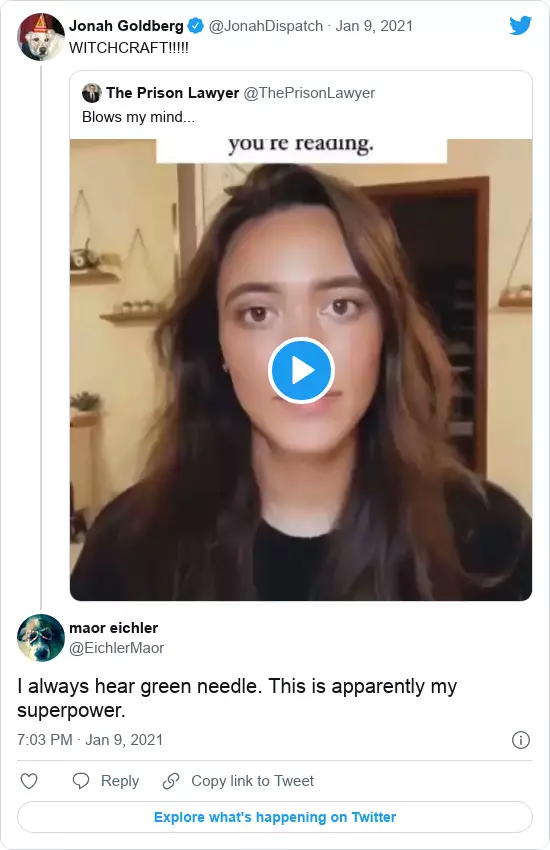 Jonah Goldberg @JonahDispatch · Jan 9, 2021
WITCHCRAFT!!!!!
The Prison Lawyer @ThePrisonLawyer
Blows my mind...
you're reading.
maor eichler
@EichlerMaor
I always hear green needle. This is apparently my
superpower.
7:03 PM · Jan 9, 2021
Reply
Copy link to Tweet
Explore what's happening on Twitter